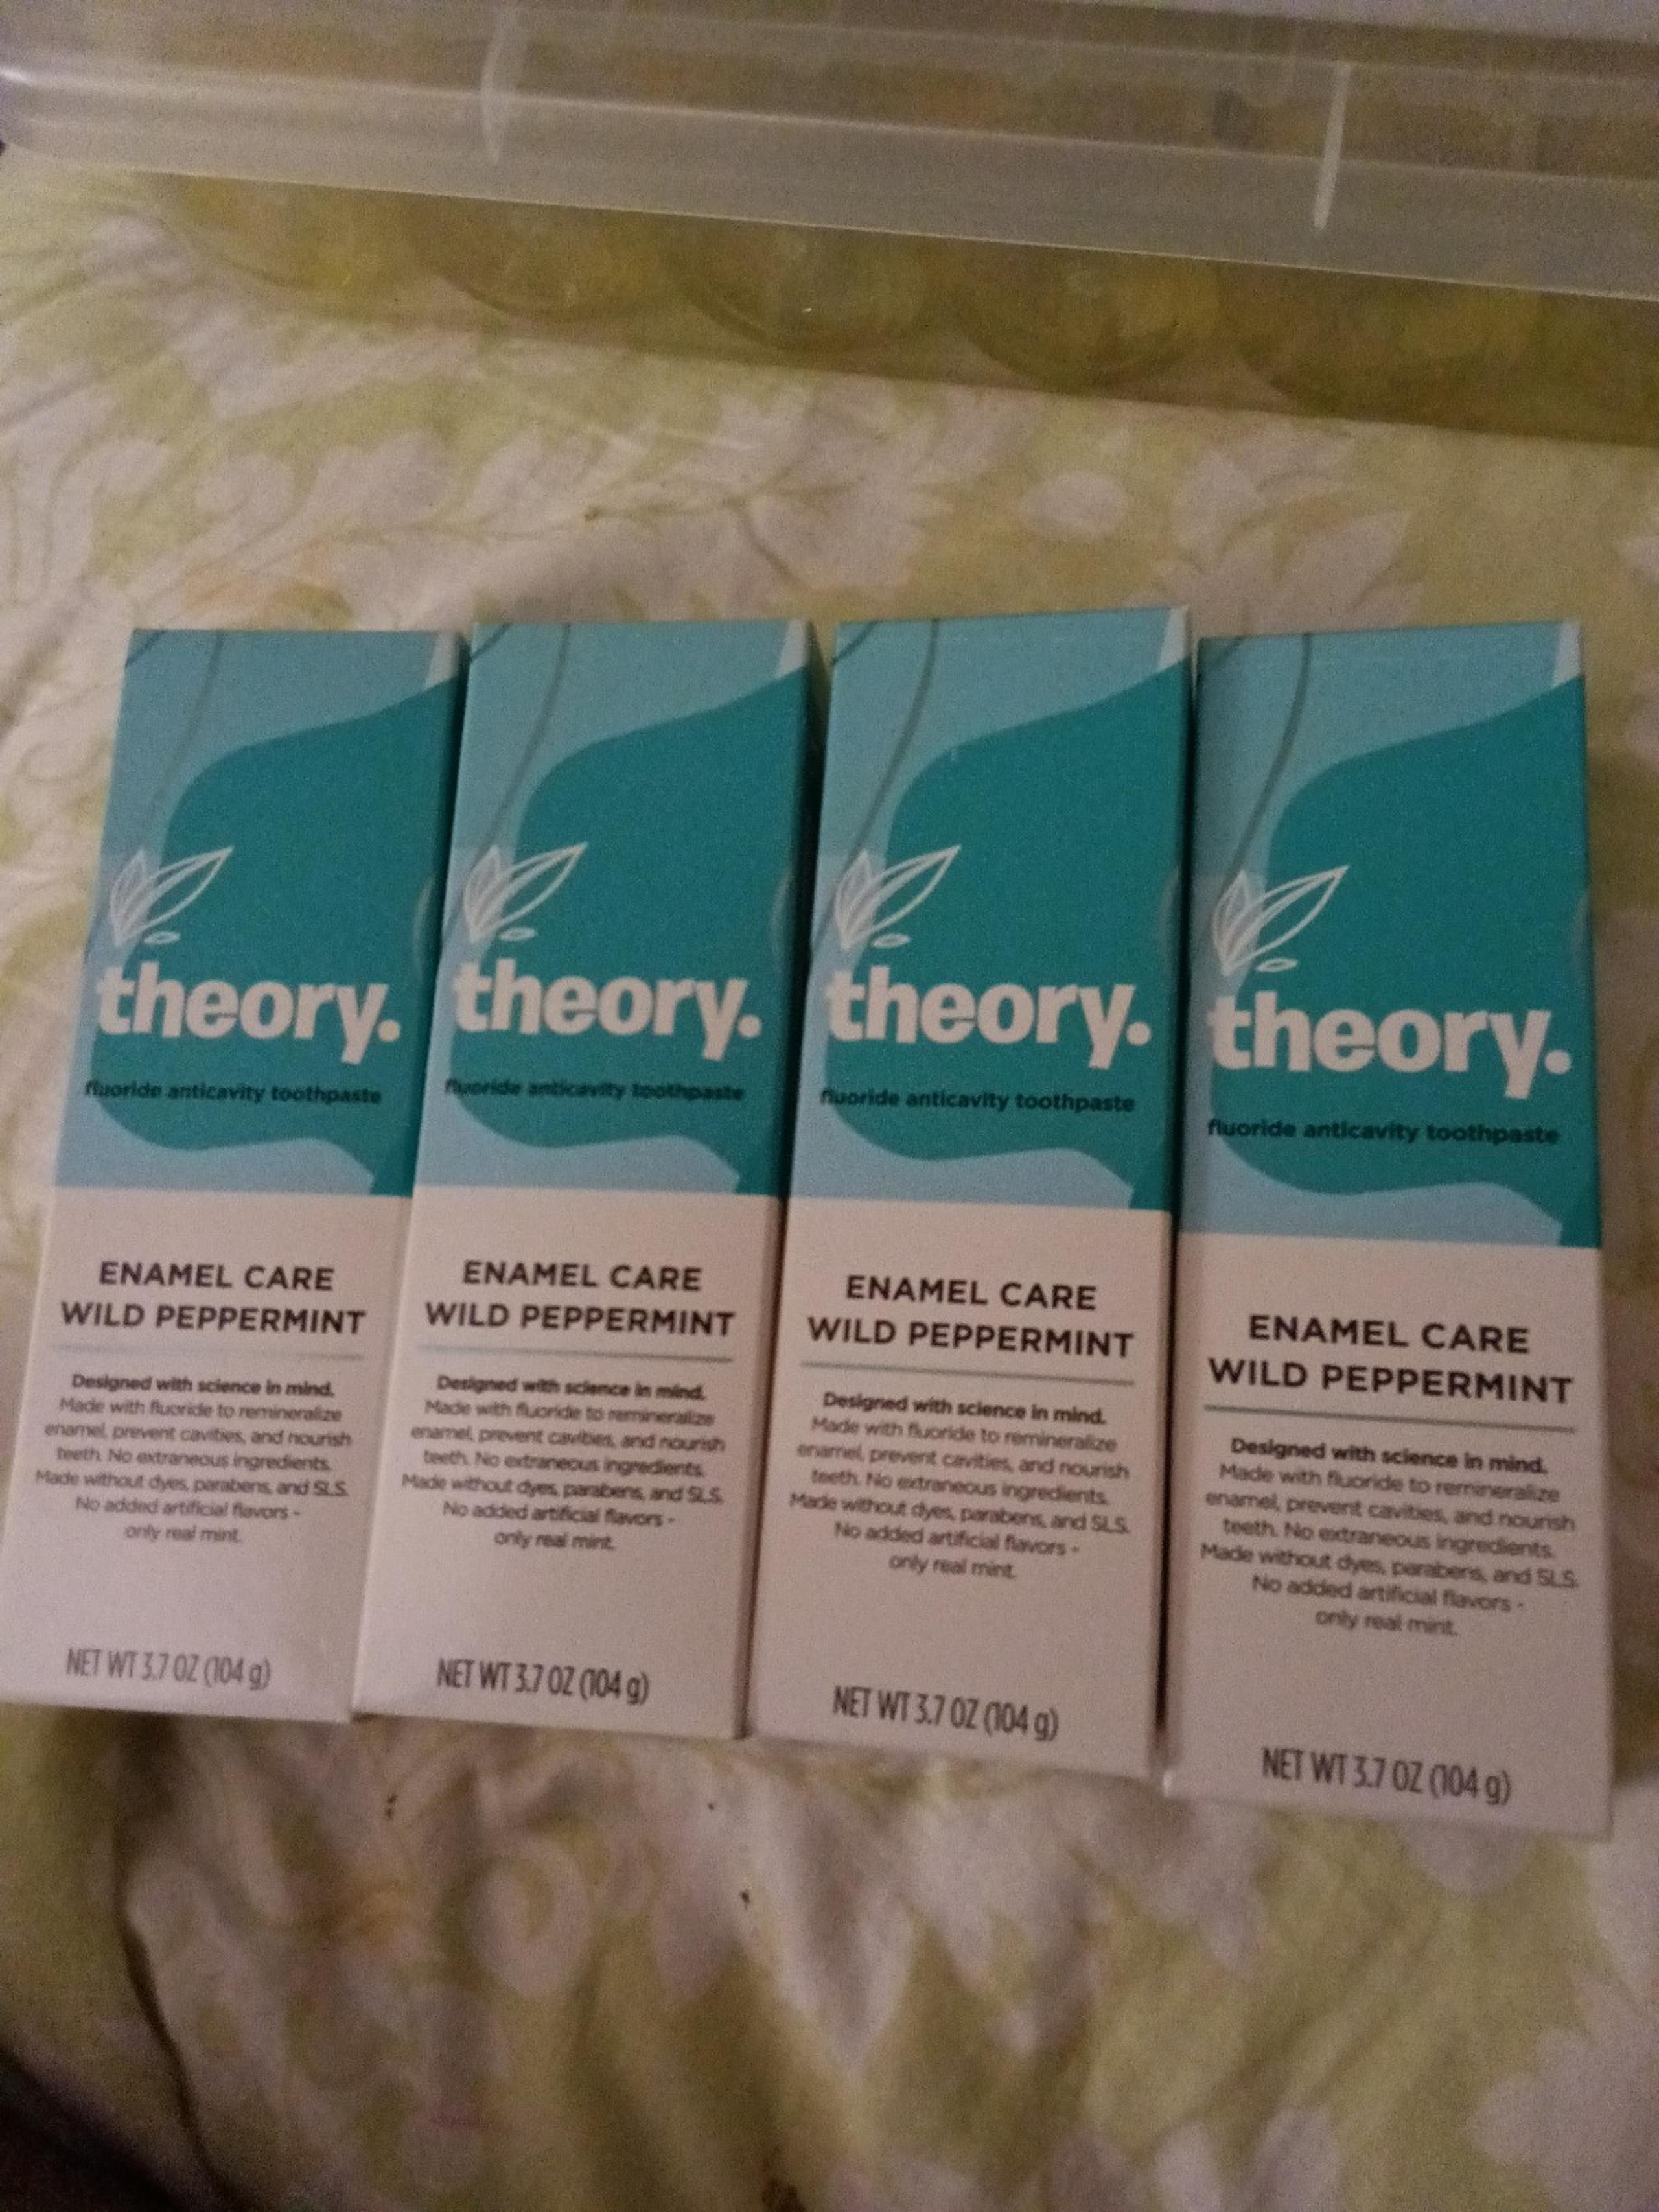 theory.
fluoride anticavity toothpaste
ENAMEL CARE
WILD PEPPERMINT
Designed with science in mind.
Made with fluoride to remineralize
enamel, prevent cavities, and nourish
teeth. No extraneous ingredients.
Made without dyes, parabens, and SLS.
No added artificial flavors -
only real mint.
NET WT 3.7 OZ (104 g)
theory.
fluoride anticavity toothpaste
ENAMEL CARE
WILD PEPPERMINT
Designed with science in mind.
Made with fluoride to remineralize
enamel, prevent cavities, and nourish
teeth. No extraneous ingredients.
Made without dyes, parabens, and SLS.
No added artificial flavors -
only real mint.
NET WT 3.7 OZ (104 g)
theory.
fluoride anticavity toothpaste
ENAMEL CARE
WILD PEPPERMINT
Designed with science in mind.
Made with fluoride to remineralize
enamel, prevent cavities, and nourish
teeth. No extraneous ingredients.
Made without dyes, parabens, and SLS.
No added artificial flavors -
only real mint.
NET WT 3.7 OZ (104 g)
theory.
fluoride anticavity toothpaste
ENAMEL CARE
WILD PEPPERMINT
Designed with science in mind.
Made with fluoride to remineralize
enamel, prevent cavities, and nourish
teeth. No extraneous ingredients.
Made without dyes, parabens, and SLS.
No added artificial flavors -
only real mint.
NET WT 3.7 OZ (104 g)